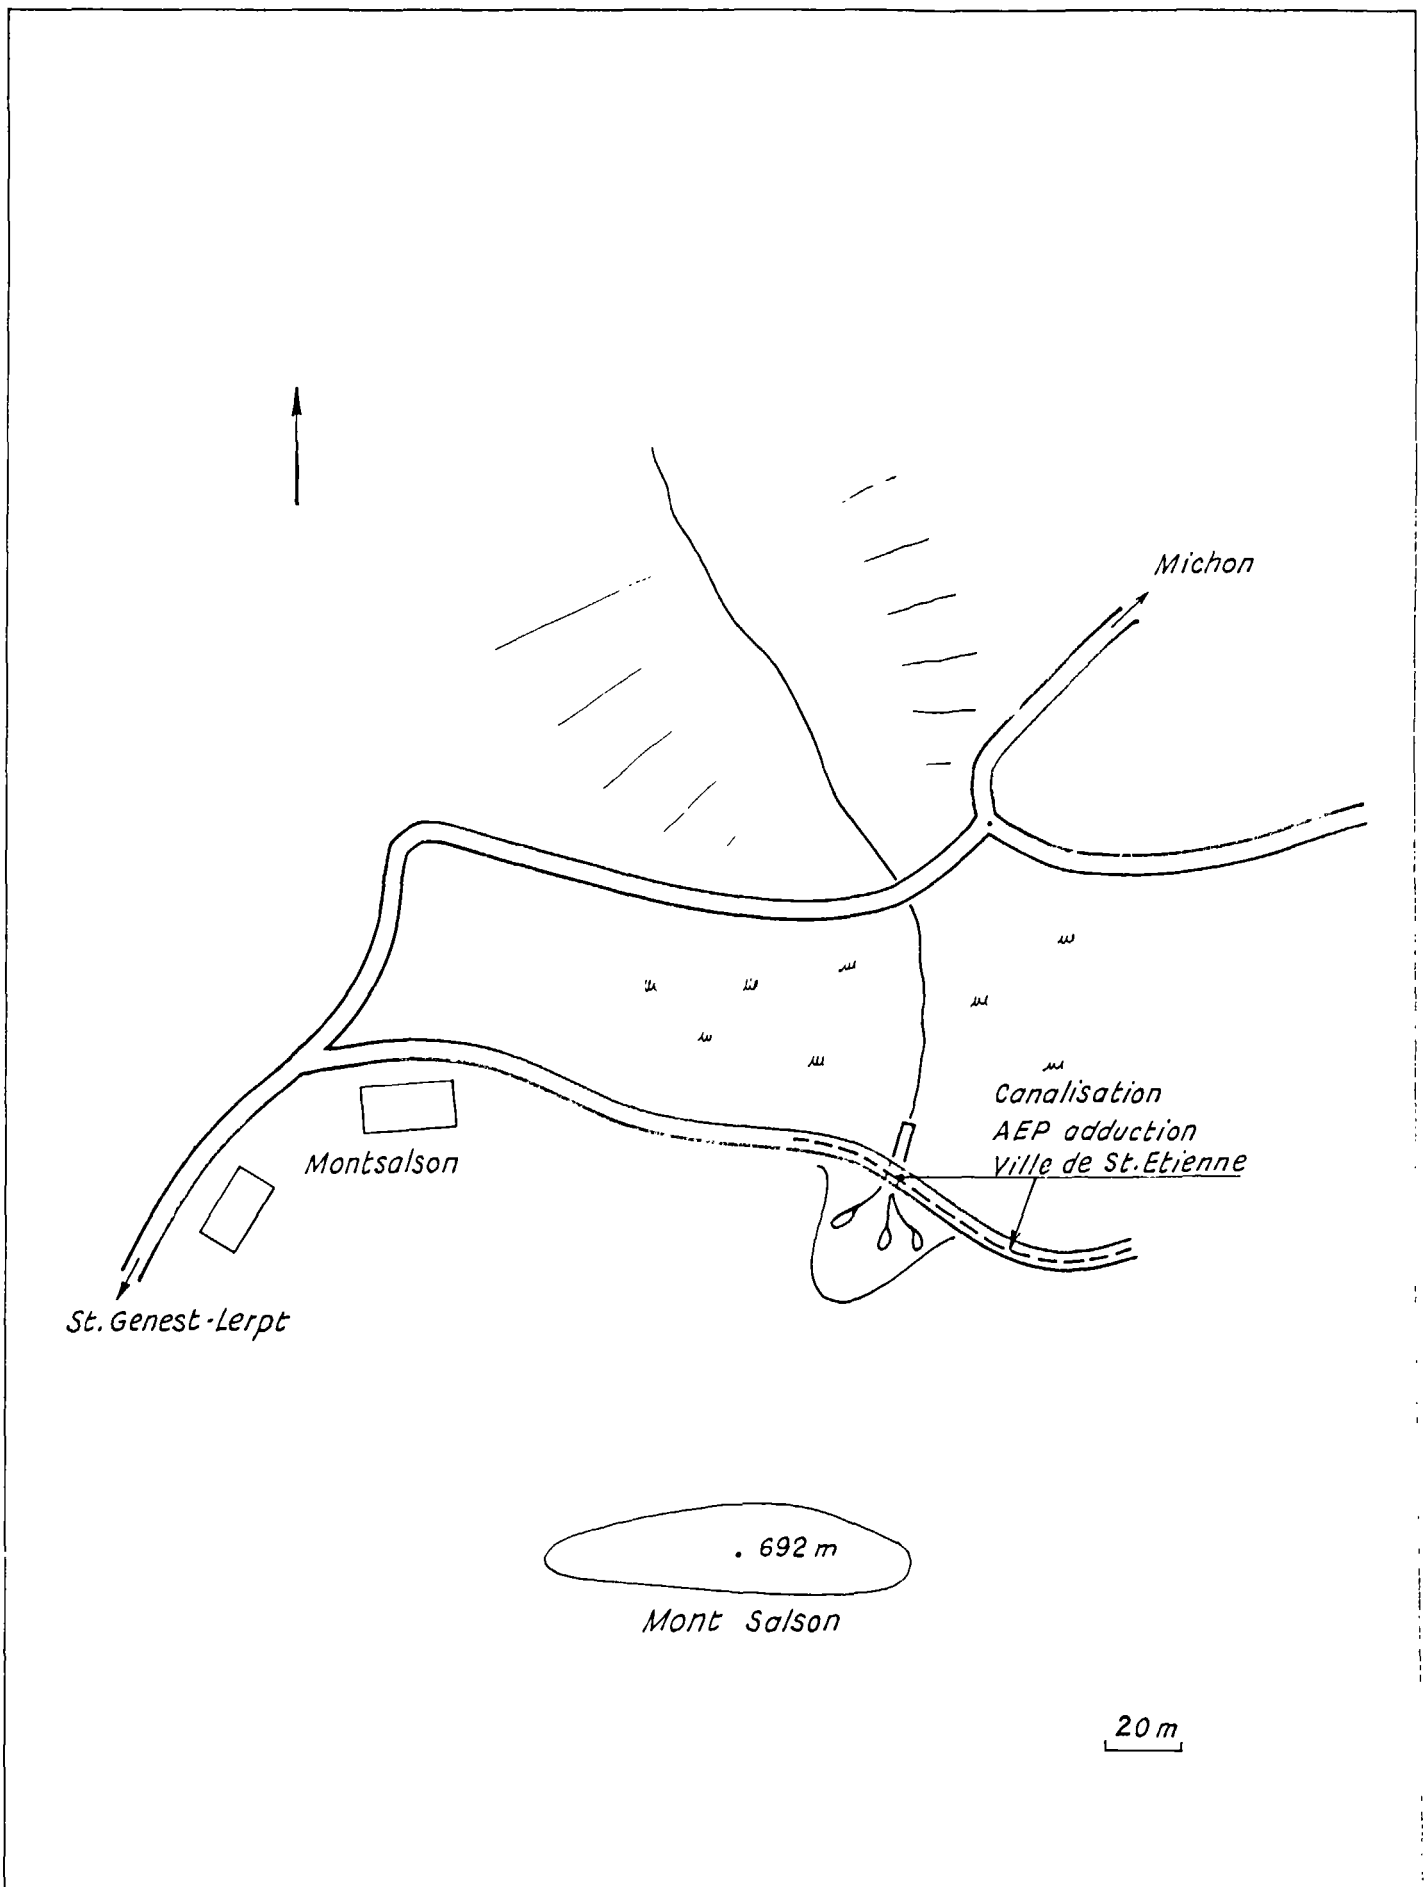 Michon
Canalisation
AEP adduction
Ville de St. Etienne
Montsalson
St. Genest-Lerpt
. 692 m
Mont Salson
20 m